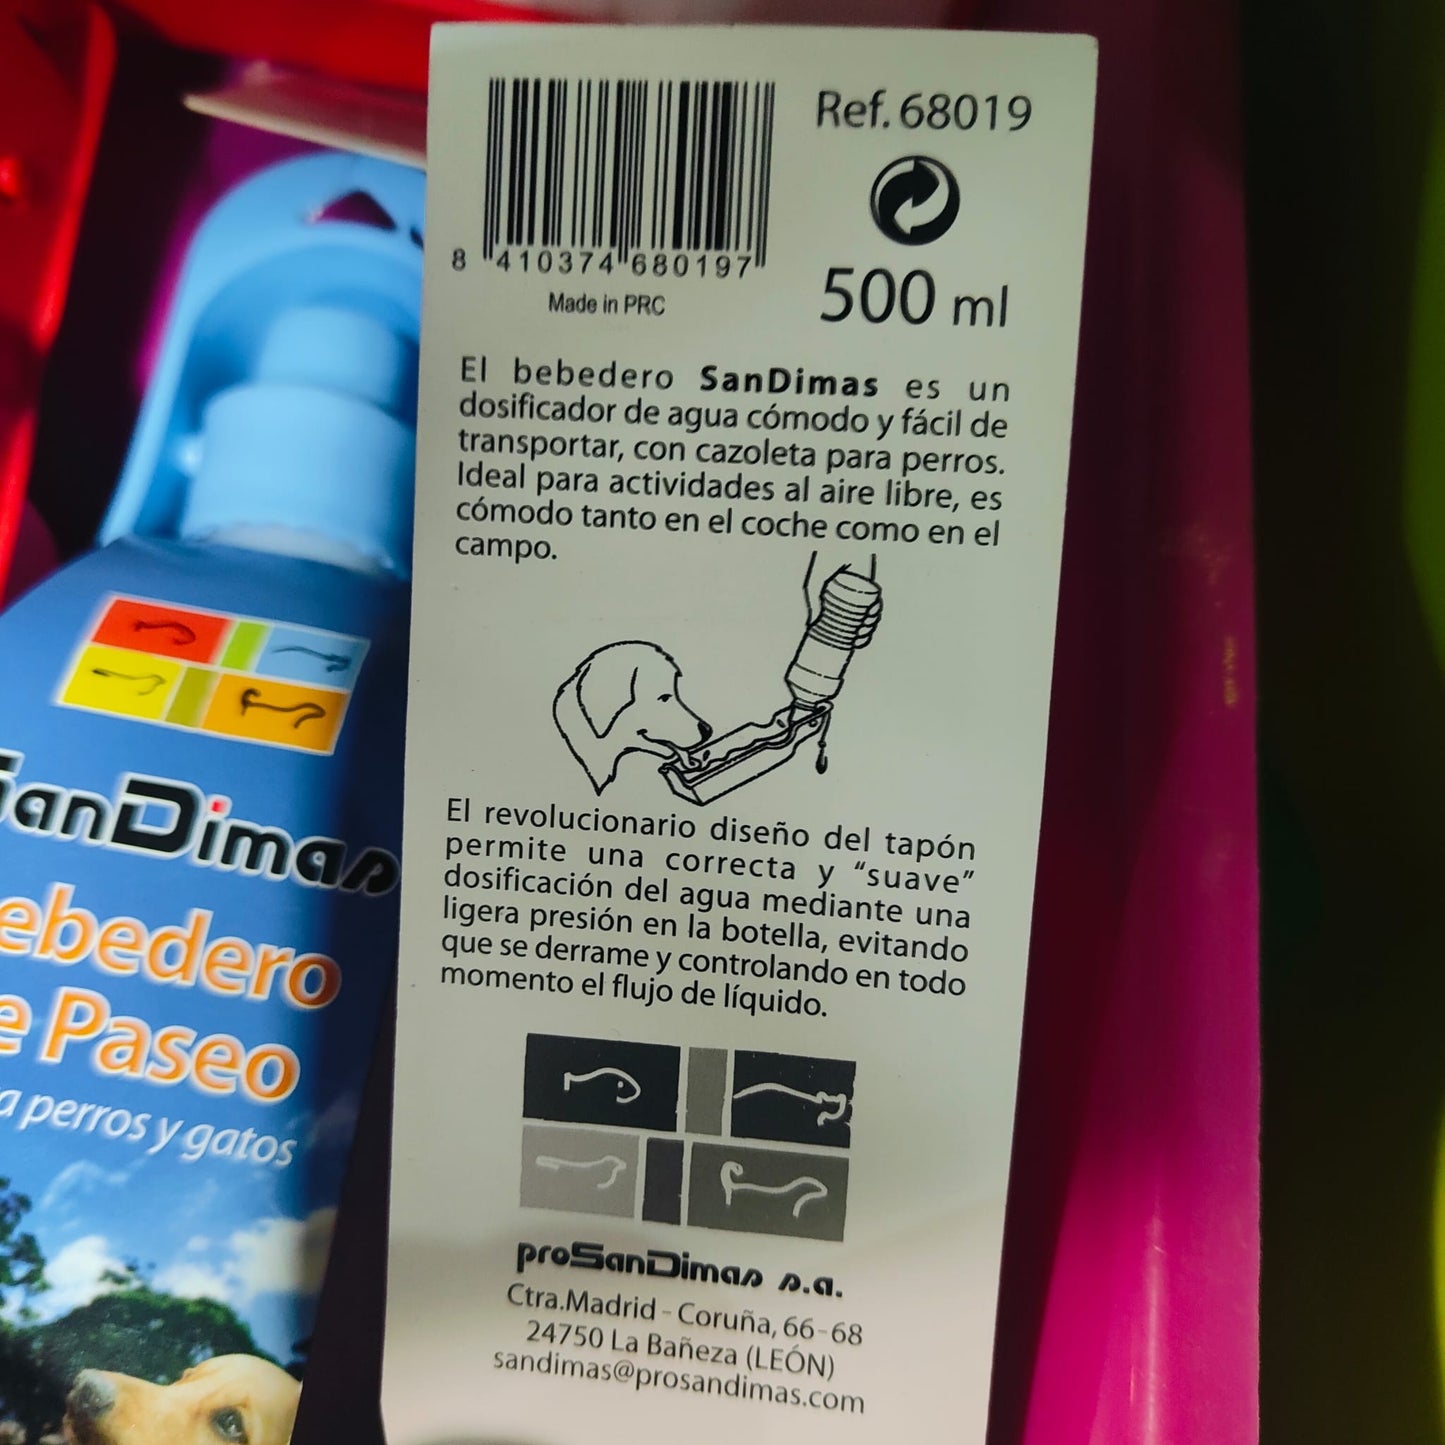 Ref. 68019
8 410374 680197
Made in PRC
500 ml
El bebedero SanDimas es un
dosificador de agua cómodo y fácil de
transportar, con cazoleta para perros.
Ideal para actividades al aire libre, es
cómodo tanto en el coche como en el
campo.
El revolucionario diseño del tapón
permite una correcta y “suave”
dosificación del agua mediante una
ligera presión en la botella, evitando
que se derrame y controlando en todo
momento el flujo de líquido.
proSanDimas s.a.
Ctra.Madrid - Coruña, 66-68
24750 La Bañeza (LEÓN)
sandimas@prosandimas.com
SanDimas
ebedero
e Paseo
a perros y gatos